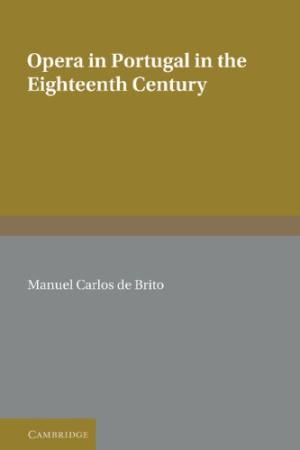 Opera in Portugal in the
Eighteenth Century
Manuel Carlos de Brito
CAMBRIDGE